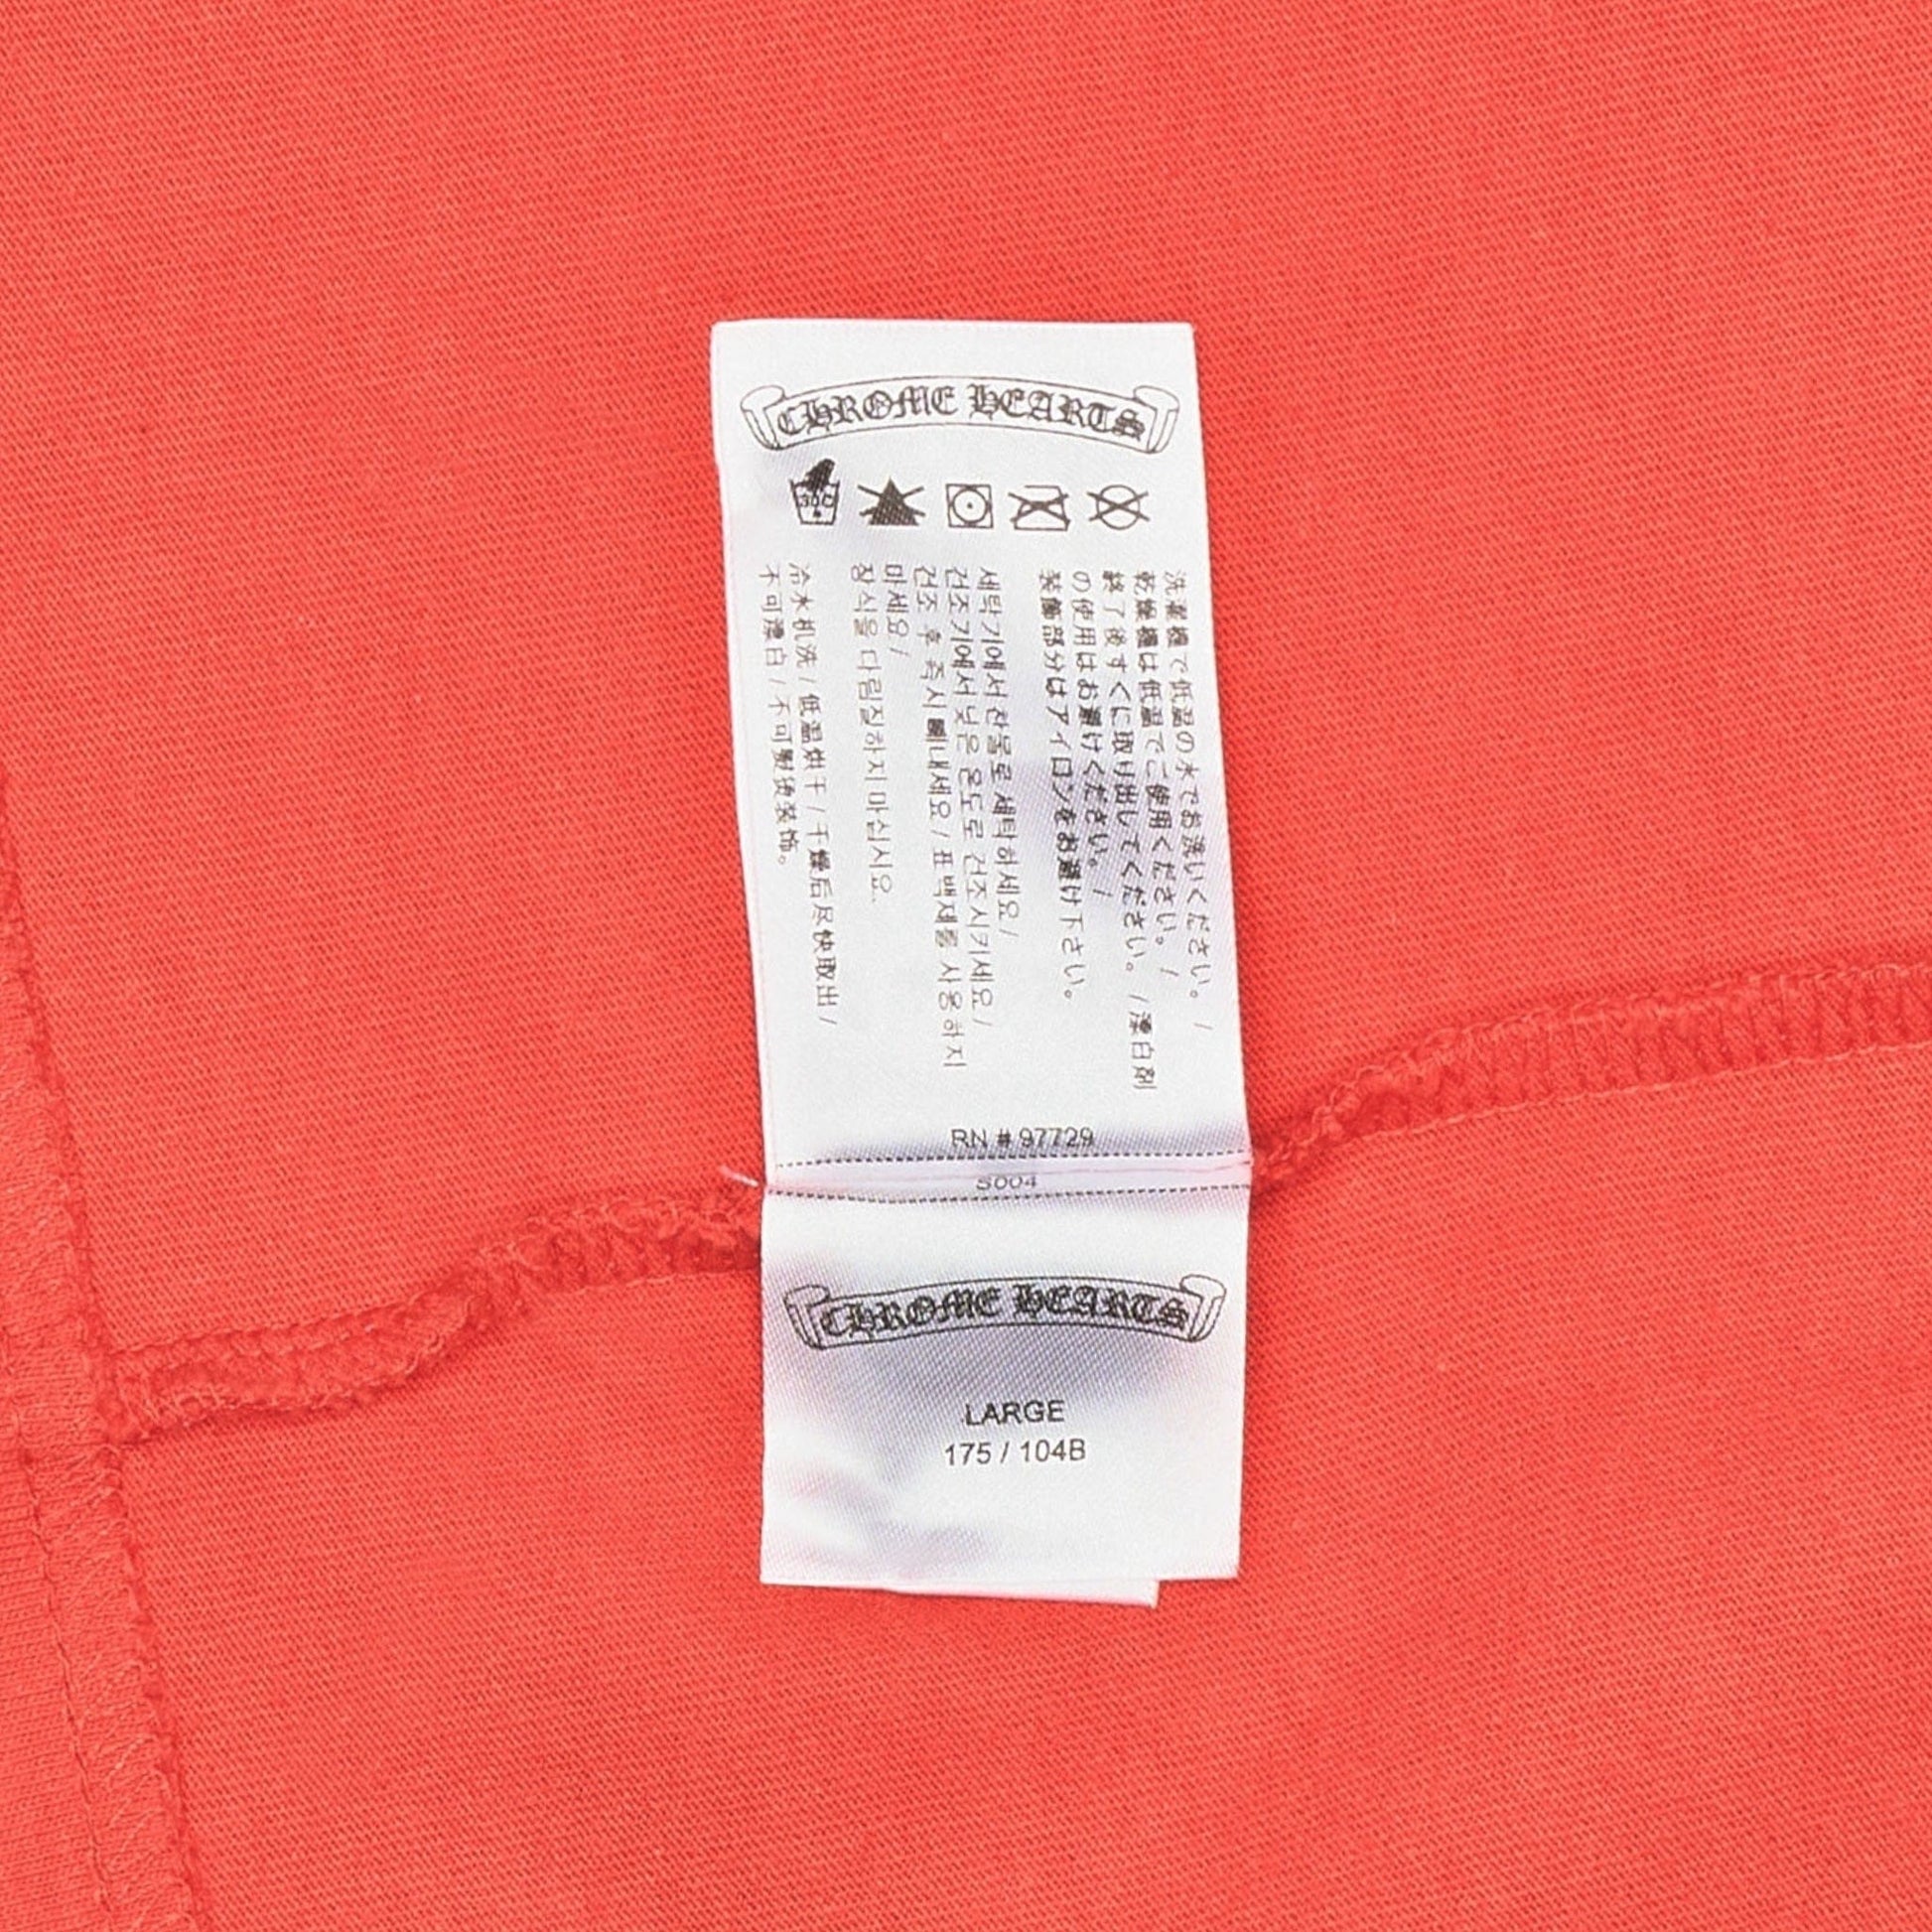 CHROME HEARTS
30C
洗濯機で低温の水でお洗いください。 /
乾燥機は低温でご使用ください。 /
終了後すぐに取り出してください。 / 漂白剤
の使用はお避けください。 /
装飾部分はアイロンをお避け下さい。
세탁기에서 찬물로 세탁하세요 /
건조기에서 낮은 온도로 건조시키세요 /
건조 후 즉시 빼내세요 / 표백제를 사용하지
마세요 /
장식을 다림질하지 마십시요.
冷水机洗 / 低温烘干 / 干燥后尽快取出 /
不可漂白 / 不可熨烫装饰。
RN # 97729
S004
CHROME HEARTS
LARGE
175 / 104B